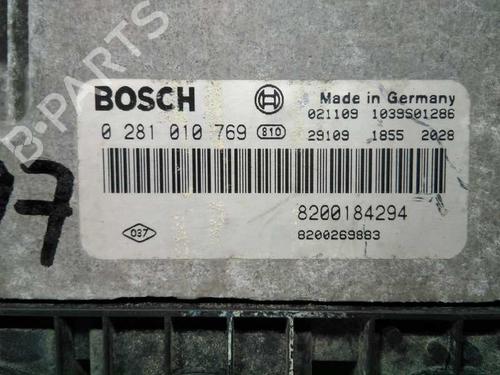 B-PARTS
BOSCH
Made in Germany
021109 1039S01286
0 281 010 769 810
29109 1855 2028
8200184294
037
8200269883